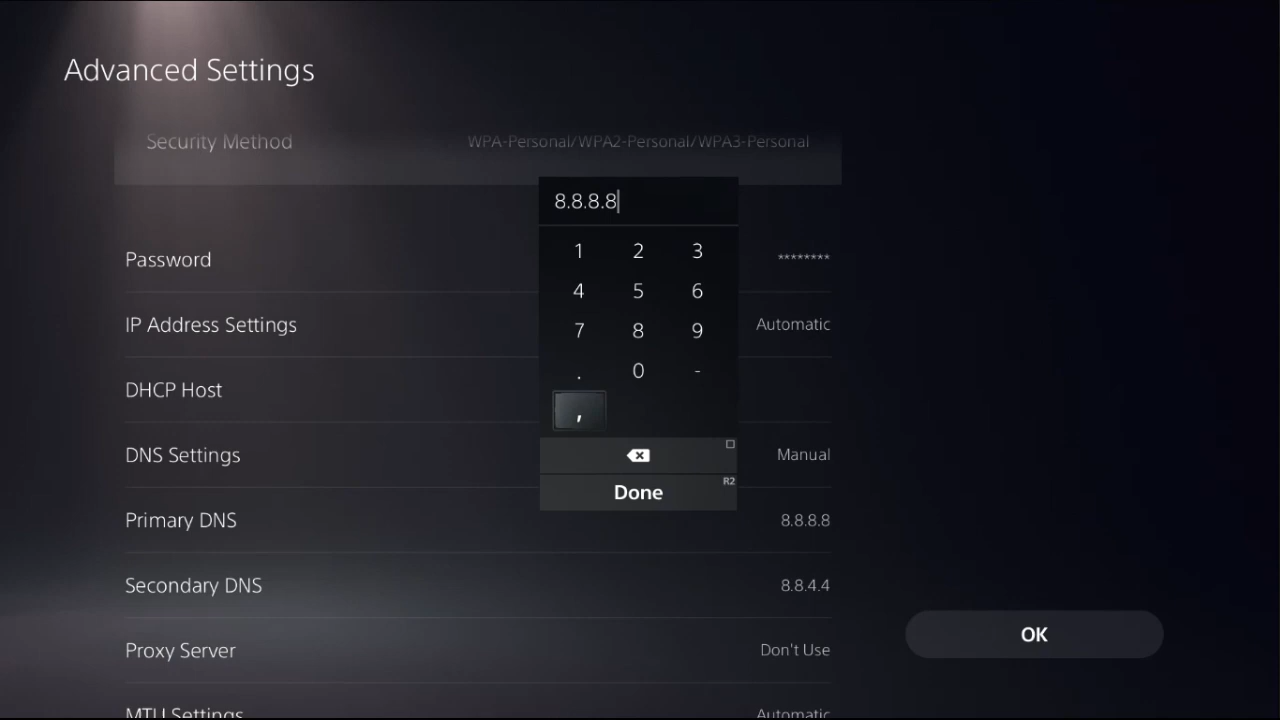 Advanced Settings
Security Method WPA-Personal/WPA2-Personal/WPA3-Personal
8.8.8.8
1 2 3
4 5 6
7 8 9
. 0 -
,
R2
Done
Password ********
IP Address Settings Automatic
DHCP Host
DNS Settings Manual
Primary DNS 8.8.8.8
Secondary DNS 8.8.4.4
Proxy Server Don't Use
MTU Settings Automatic
OK